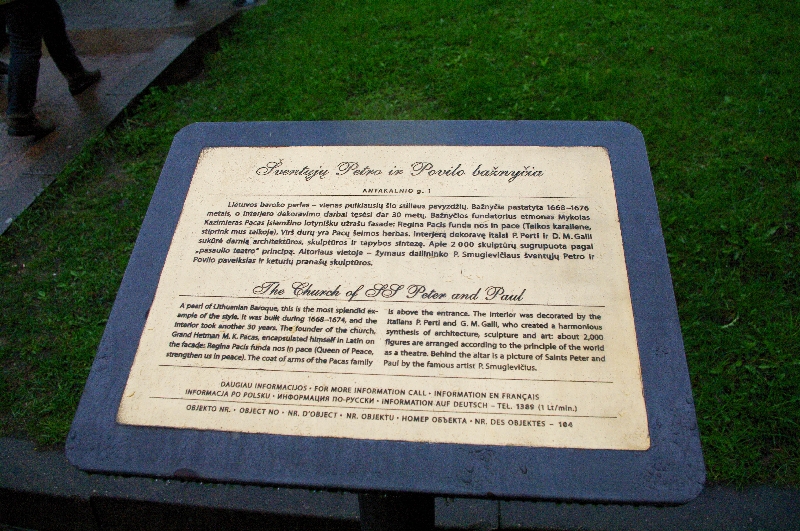 Šventųjų Petro ir Povilo bažnyčia
ANTAKALNIO g. 1
Lietuvos baroko perlas – vienas puikiausių šio stiliaus pavyzdžių. Bažnyčia pastatyta 1668–1676
metais, o interjero dekoravimo darbai tęsėsi dar 30 metų. Bažnyčios fundatorius etmonas Mykolas
Kazimieras Pacas įsiamžino lotynišku užrašu fasade: Regina Pacis funda nos in pace (Taikos karaliene,
stiprink mus taikoje). Virš durų yra Pacų šeimos herbas. Interjerą dekoravę italai P. Perti ir D. M. Galli
sukūrė darnią architektūros, skulptūros ir tapybos sintezę. Apie 2 000 skulptūrų sugrupuota pagal
„pasaulio teatro“ principą. Altoriaus vietoje – žymaus dailininko P. Smuglevičiaus šventųjų Petro ir
Povilo paveikslas ir keturių pranašų skulptūros.
The Church of SS Peter and Paul
A pearl of Lithuanian Baroque, this is the most splendid ex-
ample of the style. It was built during 1668–1674, and the
interior took another 30 years. The founder of the church,
Grand Hetman M. K. Pacas, encapsulated himself in Latin on
the facade: Regina Pacis funda nos in pace (Queen of Peace,
strengthen us in peace). The coat of arms of the Pacas family
is above the entrance. The interior was decorated by the
Italians P. Perti and G. M. Galli, who created a harmonious
synthesis of architecture, sculpture and art: about 2,000
figures are arranged according to the principle of the world
as a theatre. Behind the altar is a picture of Saints Peter and
Paul by the famous artist P. Smuglevičius.
DAUGIAU INFORMACIJOS • FOR MORE INFORMATION CALL • INFORMATION EN FRANÇAIS
INFORMACJA PO POLSKU • ИНФОРМАЦИЯ ПО-РУССКИ • INFORMATION AUF DEUTSCH – TEL. 1389 (1 Lt/min.)
OBJEKTO NR. • OBJECT NO • NR. D'OBJECT • NR. OBJEKTU • НОМЕР ОБЪЕКТА • NR. DES OBJEKTES – 104